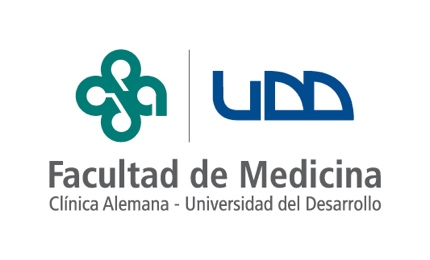 UDD
Facultad de Medicina
Clínica Alemana - Universidad del Desarrollo